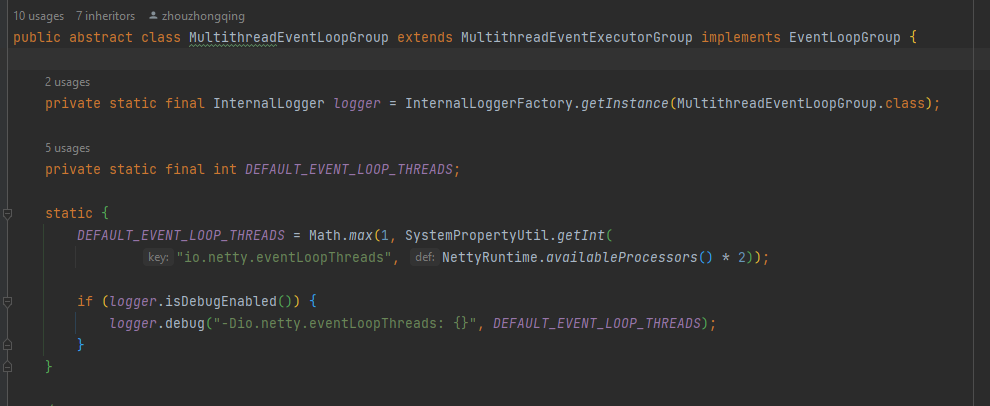 10 usages 7 inheritors zhouzhongqing
public abstract class MultithreadEventLoopGroup extends MultithreadEventExecutorGroup implements EventLoopGroup {
2 usages
private static final InternalLogger logger = InternalLoggerFactory.getInstance(MultithreadEventLoopGroup.class);
5 usages
private static final int DEFAULT_EVENT_LOOP_THREADS;
static {
DEFAULT_EVENT_LOOP_THREADS = Math.max(1, SystemPropertyUtil.getInt(
key: "io.netty.eventLoopThreads", def: NettyRuntime.availableProcessors() * 2));
if (logger.isDebugEnabled()) {
logger.debug("-Dio.netty.eventLoopThreads: {}", DEFAULT_EVENT_LOOP_THREADS);
}
}